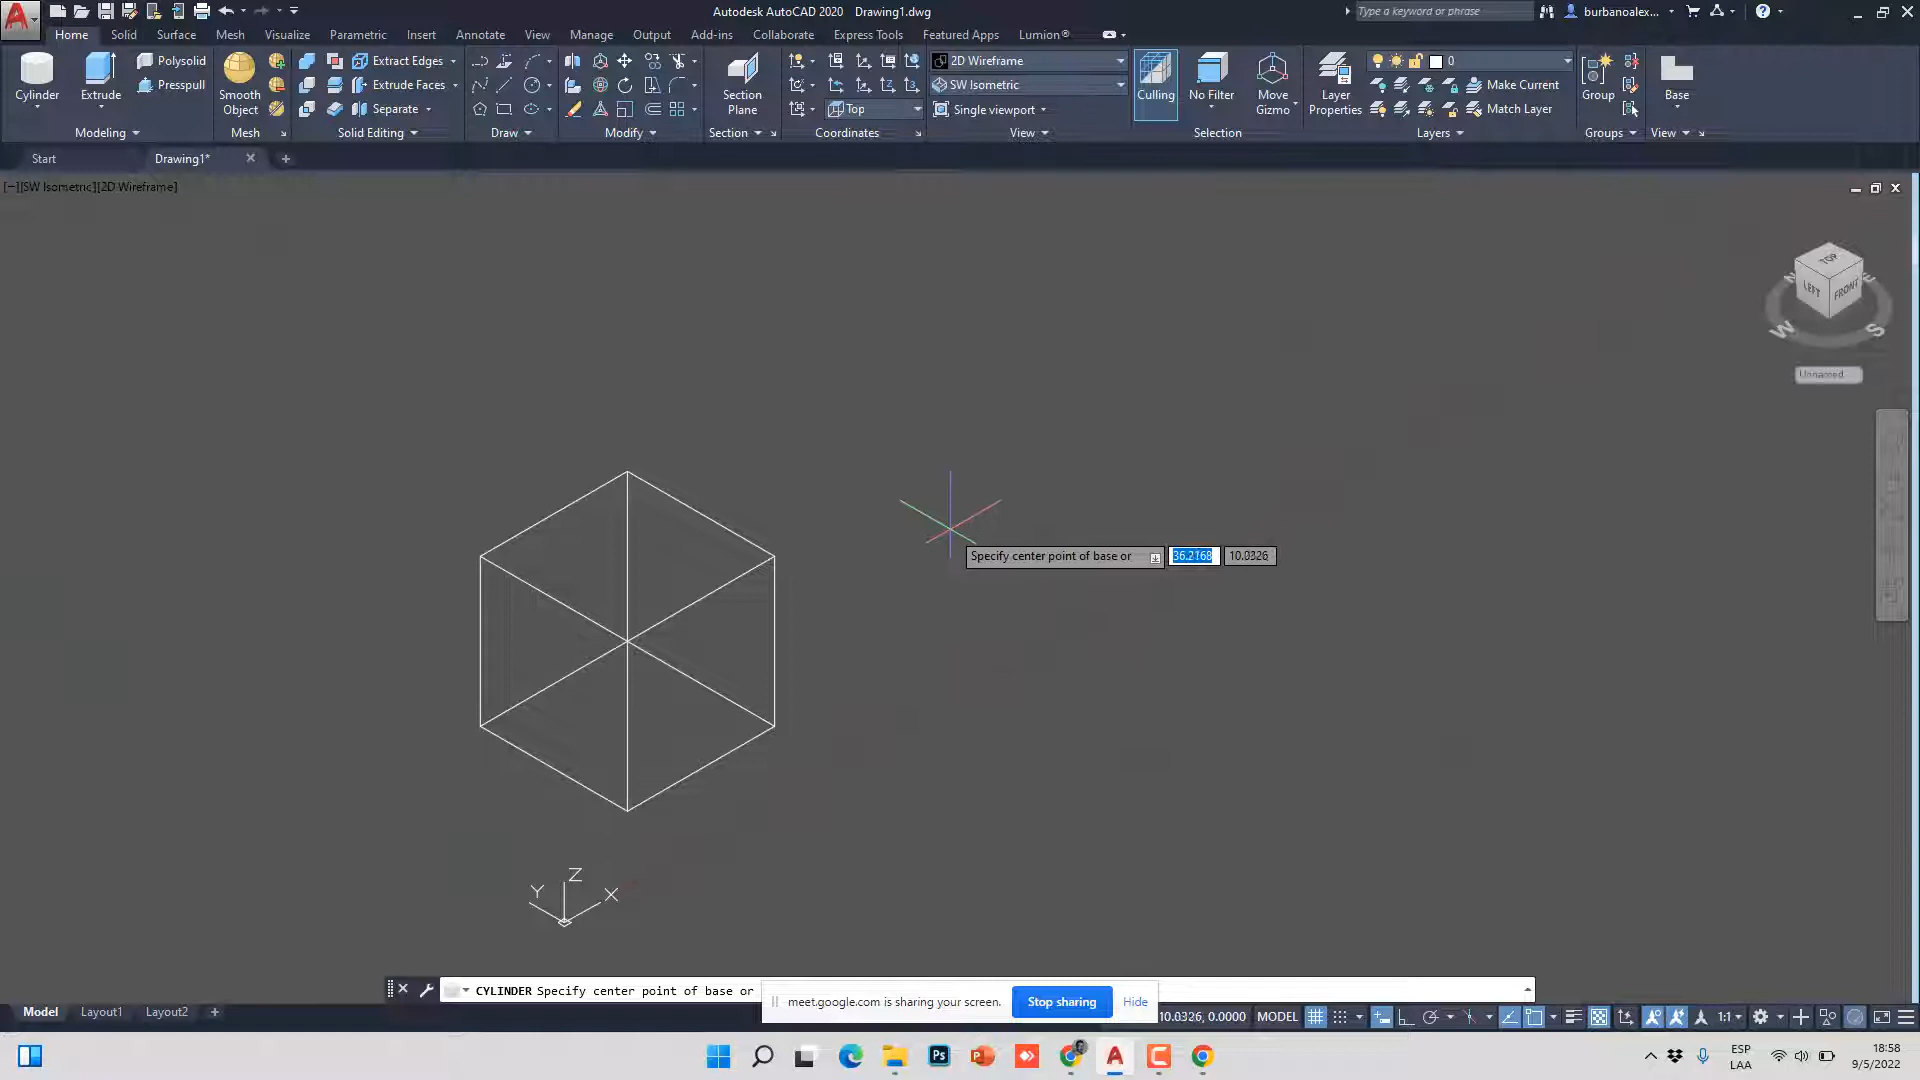 Autodesk AutoCAD 2020 Drawing1.dwg
Type a keyword or phrase
burbanoalex...
Home Solid Surface Mesh Visualize Parametric Insert Annotate View Manage Output Add-ins Collaborate Express Tools Featured Apps Lumion®
Cylinder
Extrude
Polysolid
Presspull
Modeling
Smooth
Object
Mesh
Extract Edges
Extrude Faces
Separate
Solid Editing
Draw
Modify
Section
Plane
Section
Top
Coordinates
2D Wireframe
SW Isometric
Single viewport
View
Culling
No Filter
Move
Gizmo
Selection
Layer
Properties
0
Make Current
Match Layer
Layers
Group
Groups
Base
View
Start
Drawing1*
[−][SW Isometric][2D Wireframe]
TOP
LEFT
FRONT
N
E
W
S
Unnamed
Specify center point of base or 36.2168 10.0326
Z
Y
X
CYLINDER Specify center point of base or
meet.google.com is sharing your screen.
Stop sharing
Hide
Model
Layout1
Layout2
10.0326, 0.0000
MODEL
1:1
ESP
LAA
18:58
9/5/2022